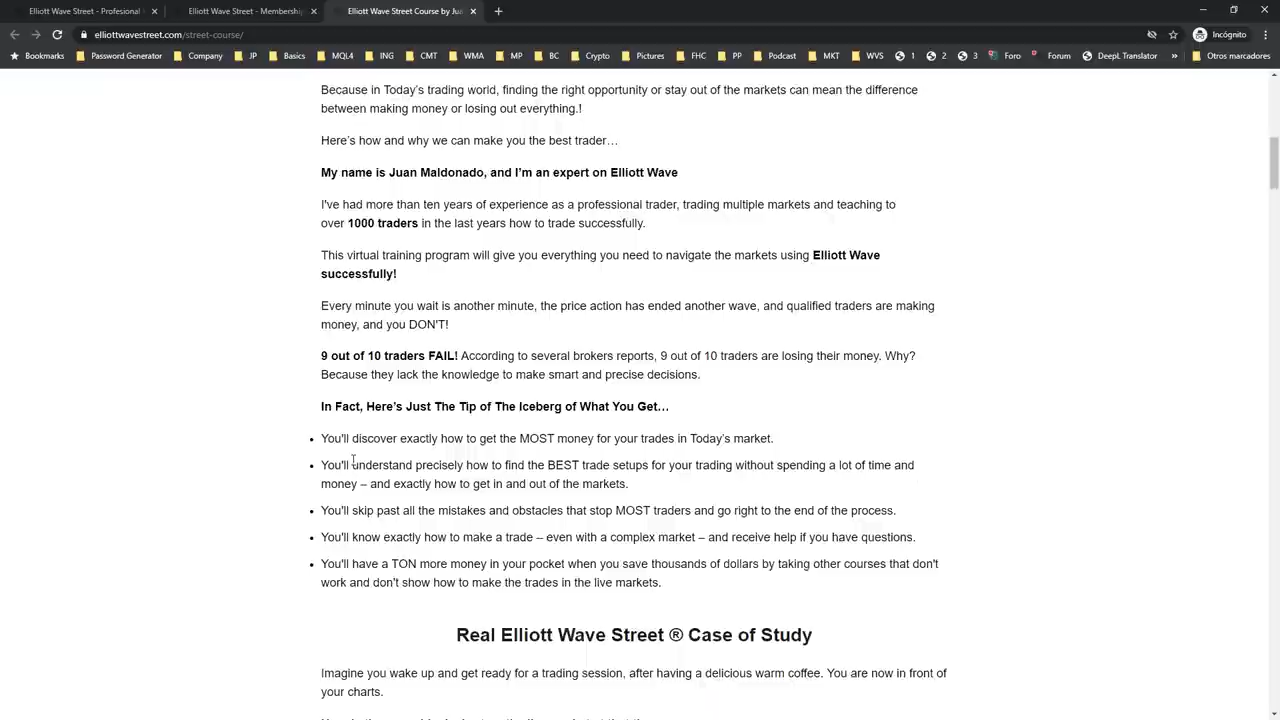 Elliott Wave Street - Profesional
Elliott Wave Street - Membership
Elliott Wave Street Course by Jua
elliottwavestreet.com/street-course/
Incógnito
Bookmarks Password Generator Company JP Basics MQL4 ING CMT WMA MP BC Crypto Pictures FHC PP Podcast MKT WVS 1 2 3 Foro Forum DeepL Translator » Otros marcadores
Because in Today's trading world, finding the right opportunity or stay out of the markets can mean the difference
between making money or losing out everything.!
Here's how and why we can make you the best trader…
My name is Juan Maldonado, and I'm an expert on Elliott Wave
I've had more than ten years of experience as a professional trader, trading multiple markets and teaching to
over 1000 traders in the last years how to trade successfully.
This virtual training program will give you everything you need to navigate the markets using Elliott Wave
successfully!
Every minute you wait is another minute, the price action has ended another wave, and qualified traders are making
money, and you DON'T!
9 out of 10 traders FAIL! According to several brokers reports, 9 out of 10 traders are losing their money. Why?
Because they lack the knowledge to make smart and precise decisions.
In Fact, Here's Just The Tip of The Iceberg of What You Get…
• You'll discover exactly how to get the MOST money for your trades in Today's market.
• You'll understand precisely how to find the BEST trade setups for your trading without spending a lot of time and
money – and exactly how to get in and out of the markets.
• You'll skip past all the mistakes and obstacles that stop MOST traders and go right to the end of the process.
• You'll know exactly how to make a trade – even with a complex market – and receive help if you have questions.
• You'll have a TON more money in your pocket when you save thousands of dollars by taking other courses that don't
work and don't show how to make the trades in the live markets.
Real Elliott Wave Street ® Case of Study
Imagine you wake up and get ready for a trading session, after having a delicious warm coffee. You are now in front of
your charts.